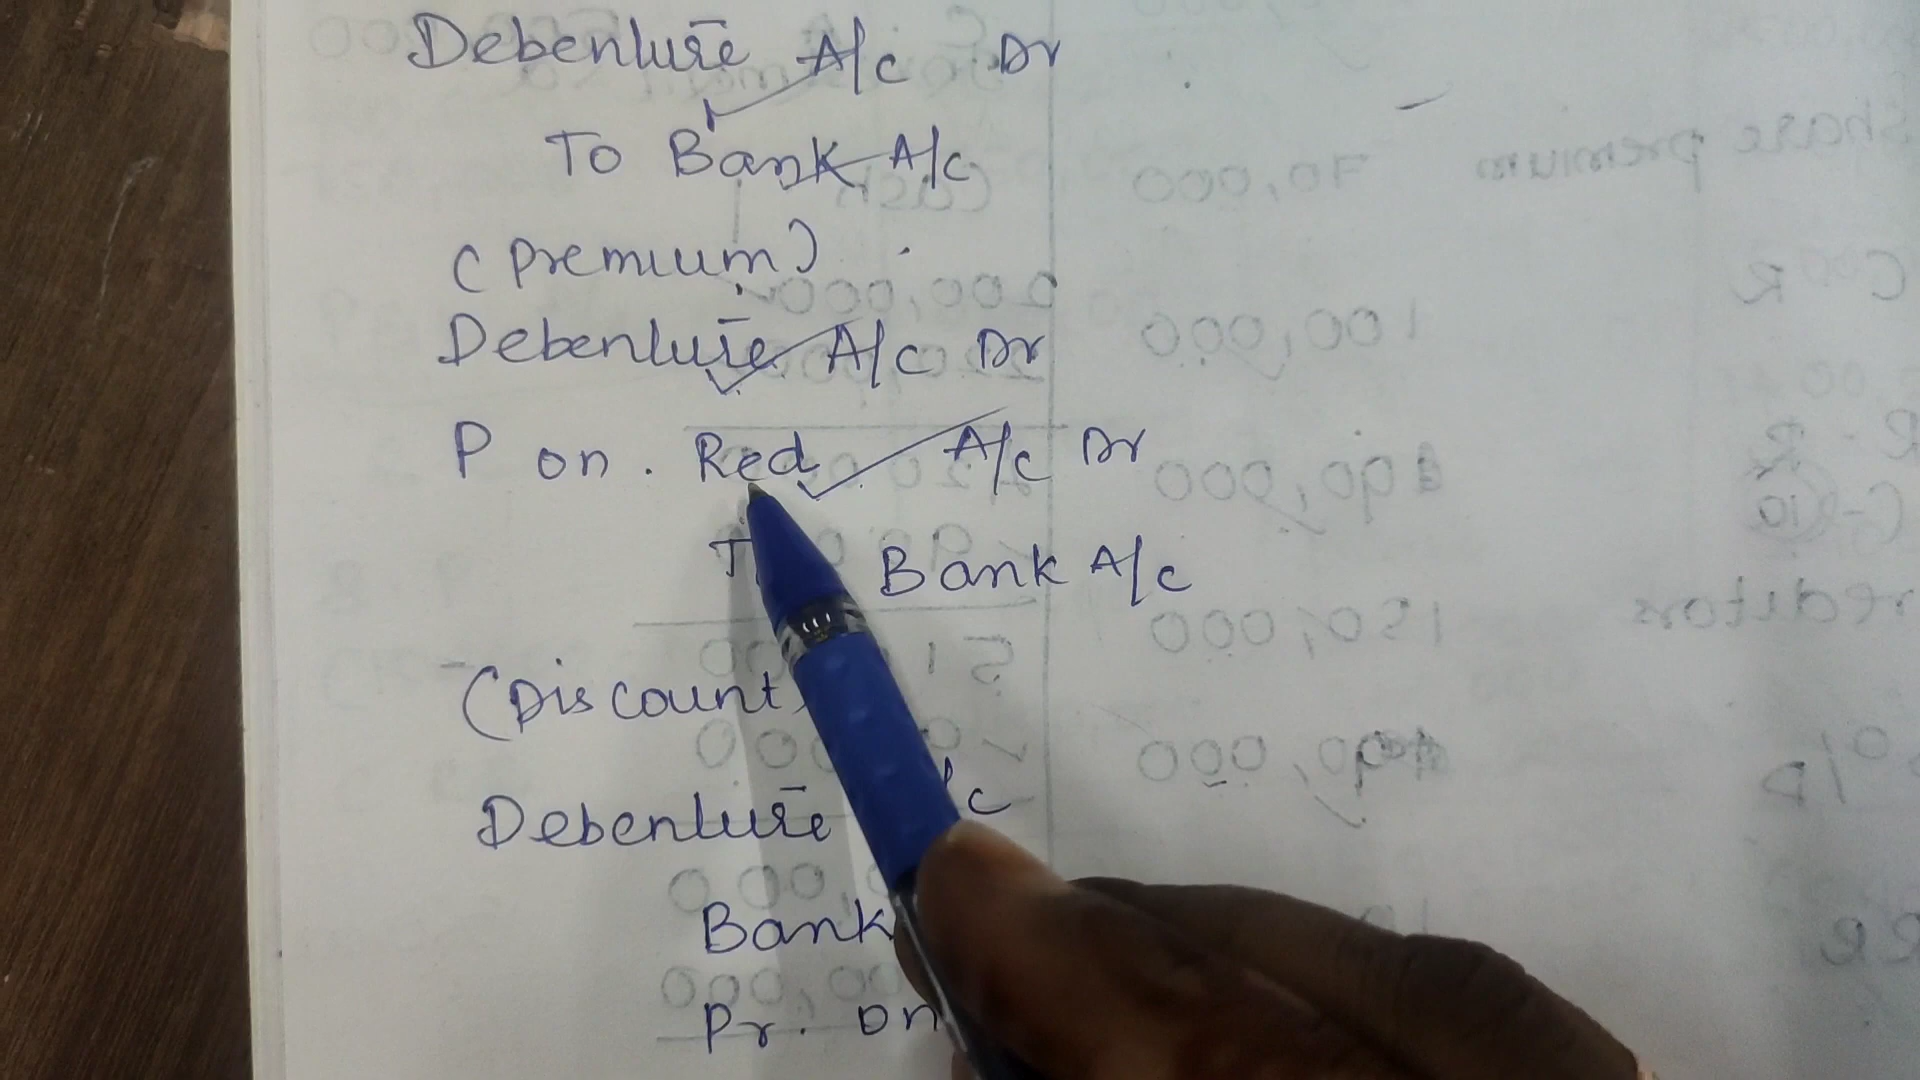 Debenture A/c Dr
To Bank A/c
(Premium)
Debenture A/c Dr
P on. Red A/c Dr
Bank A/c
(Discount)
Debenture
Bank
Pr. on